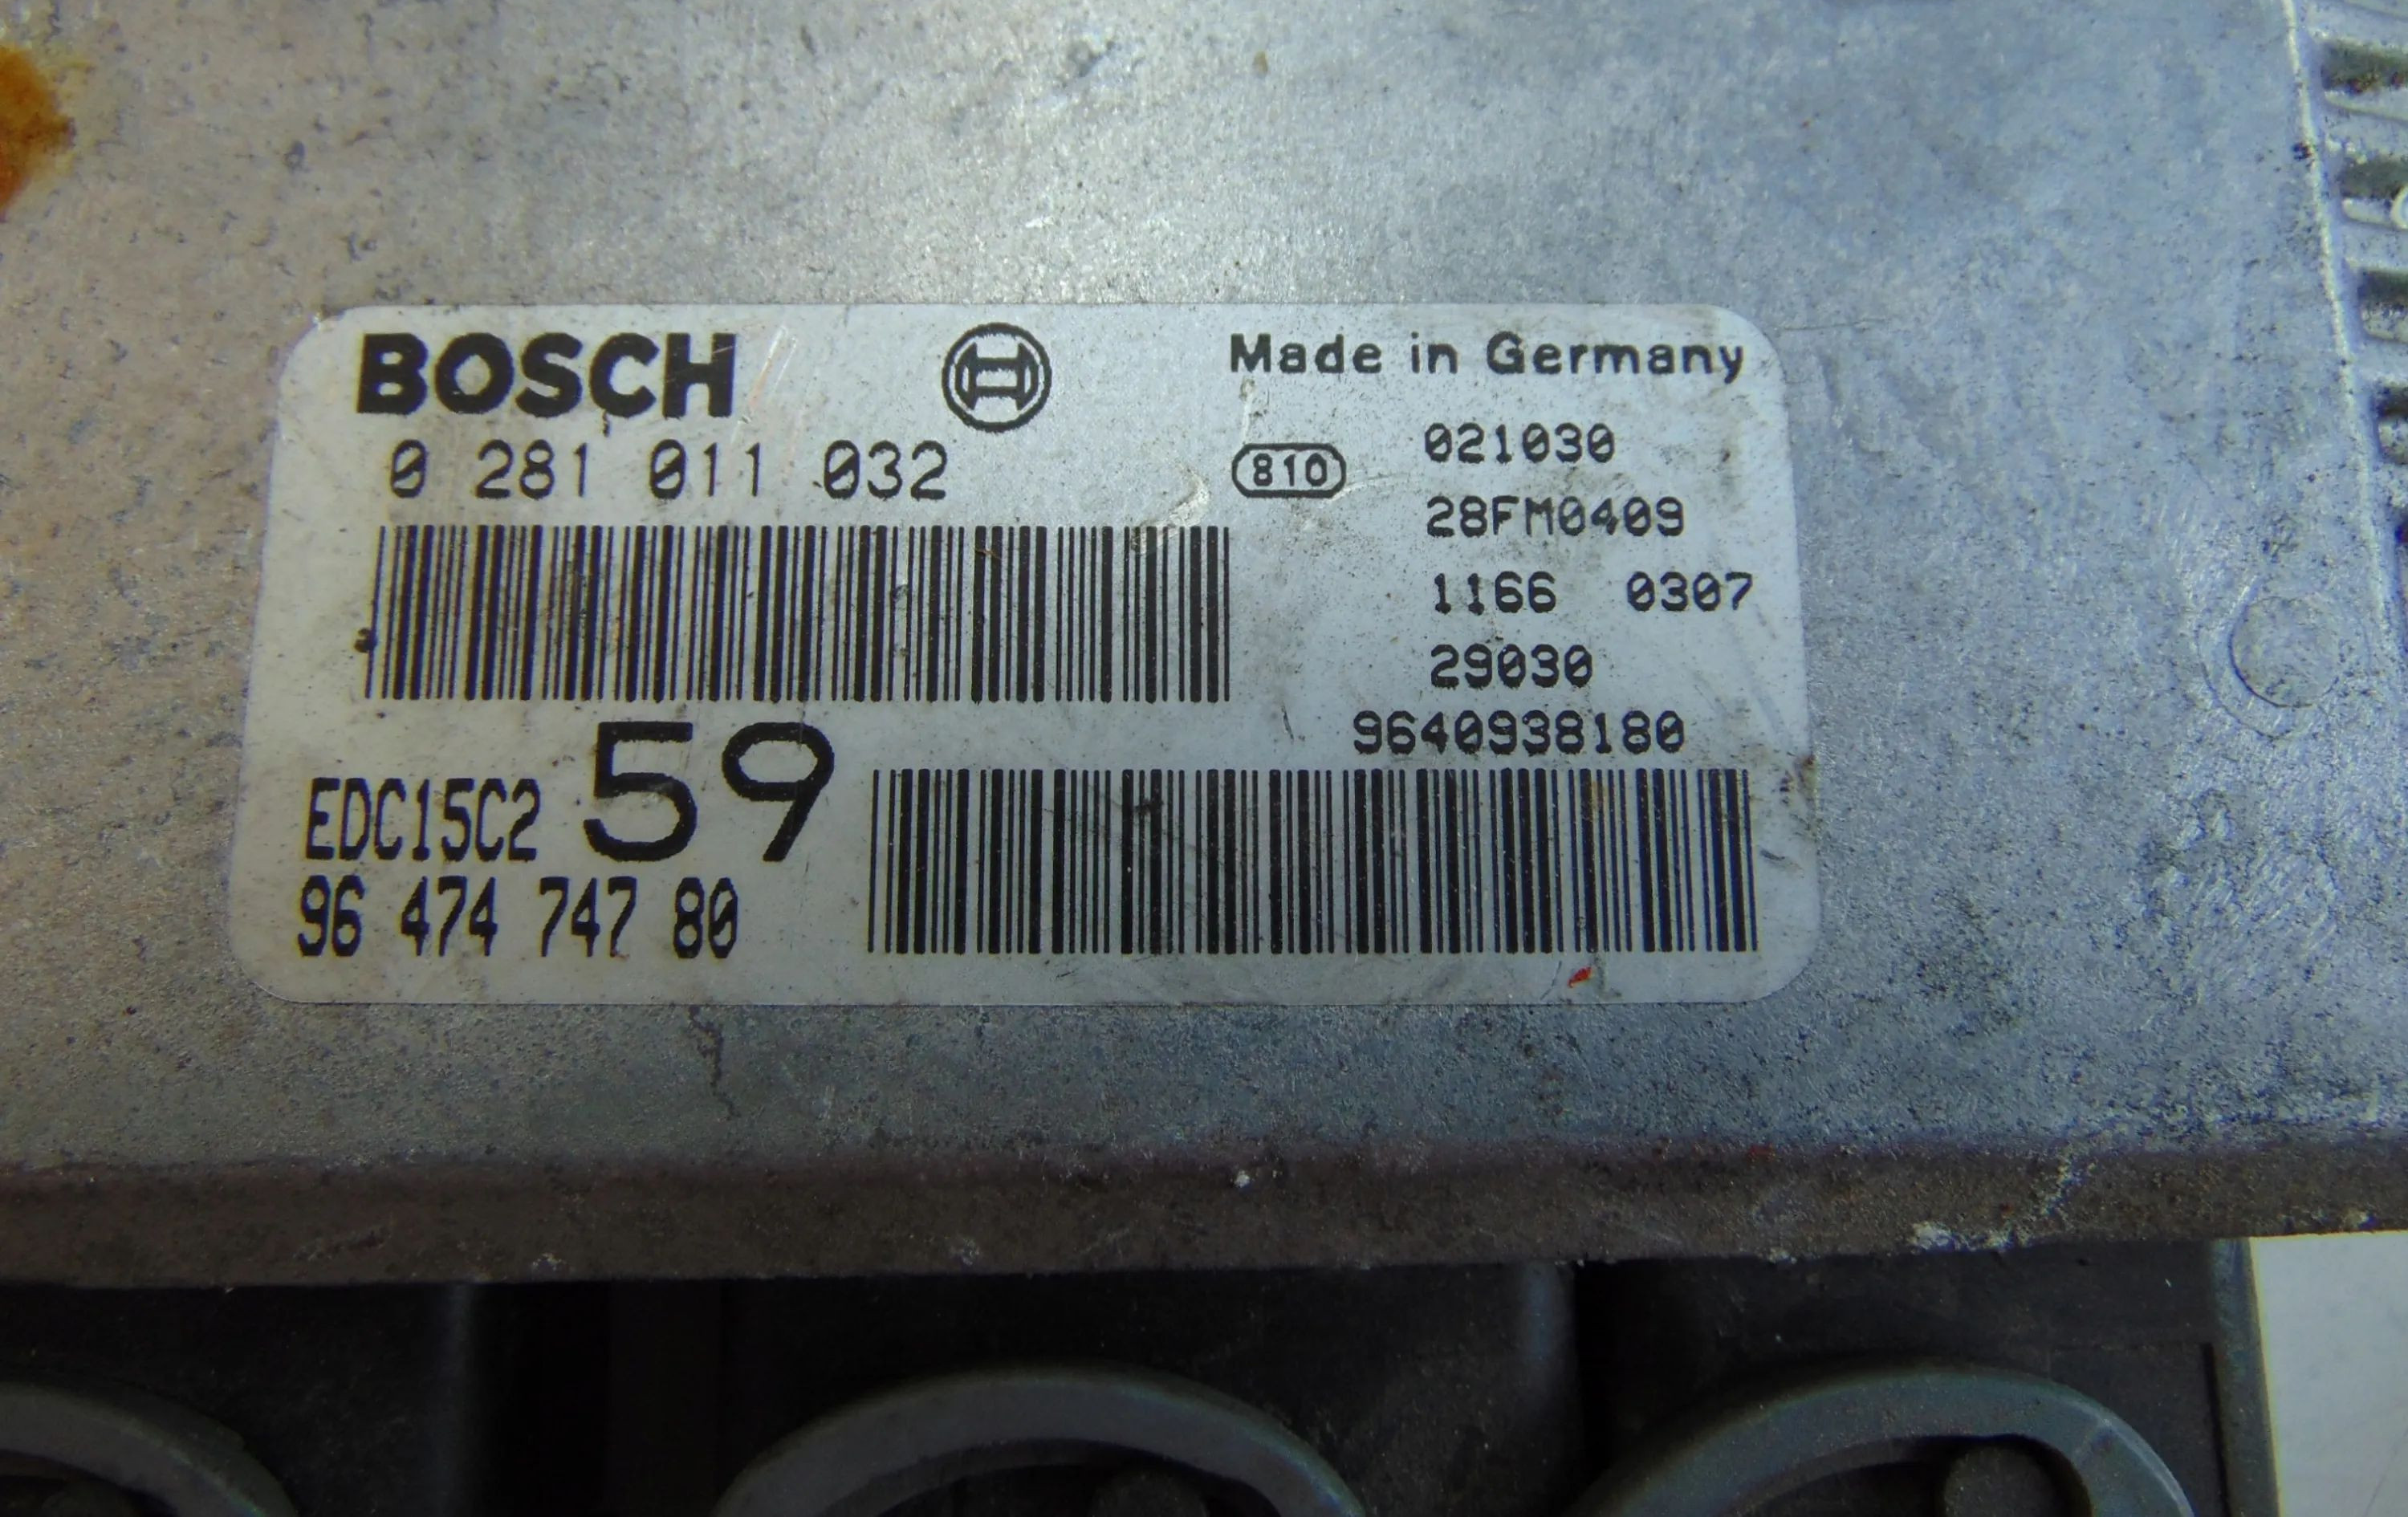 BOSCH
Made in Germany
0 281 011 032
810
021030
28FM0409
1166 0307
29030
9640938180
EDC15C2 59
96 474 747 80